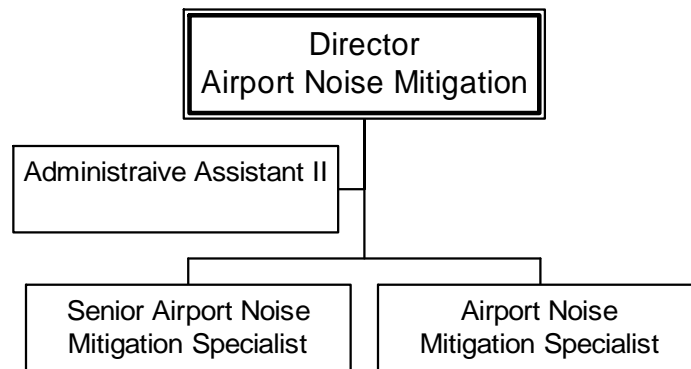 Director
Airport Noise Mitigation
Administraive Assistant II
Senior Airport Noise
Mitigation Specialist
Airport Noise
Mitigation Specialist